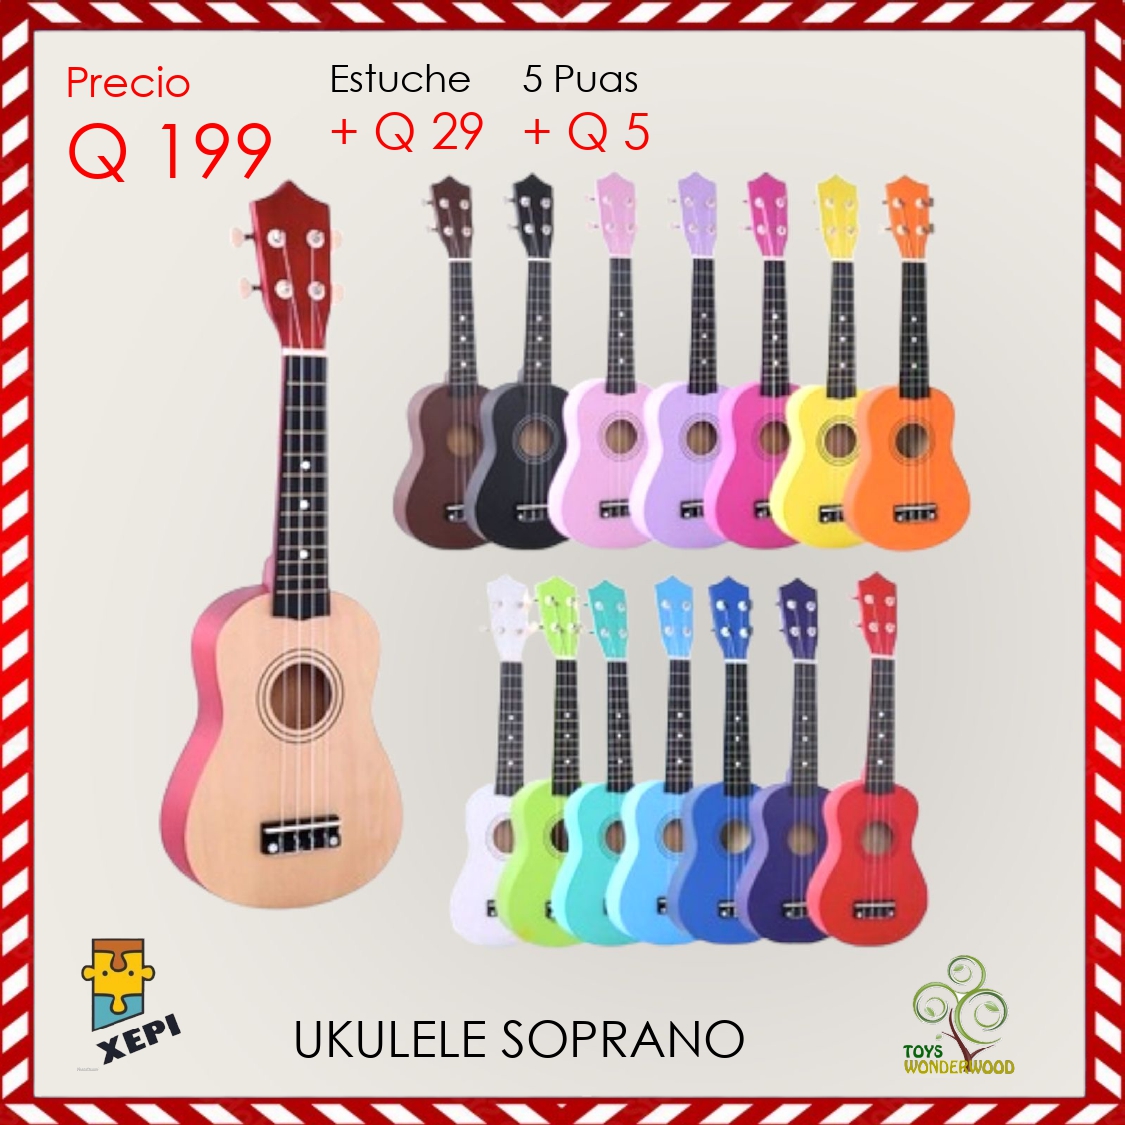 Precio
Q 199
Estuche
+ Q 29
5 Puas
+ Q 5
XEPI
UKULELE SOPRANO
TOYS
WONDERWOOD